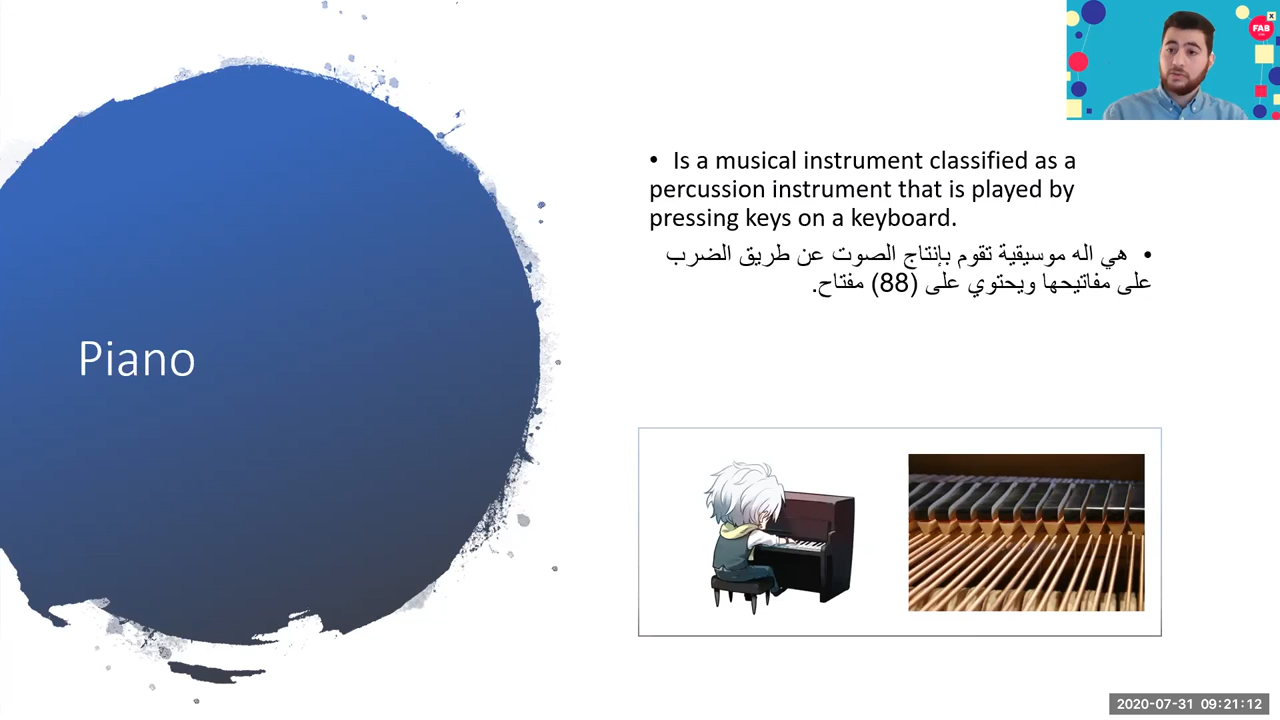 FAB
Piano
• Is a musical instrument classified as a
percussion instrument that is played by
pressing keys on a keyboard.
• هي اله موسيقية تقوم بإنتاج الصوت عن طريق الضرب
على مفاتيحها ويحتوي على (88) مفتاح.
2020-07-31 09:21:12